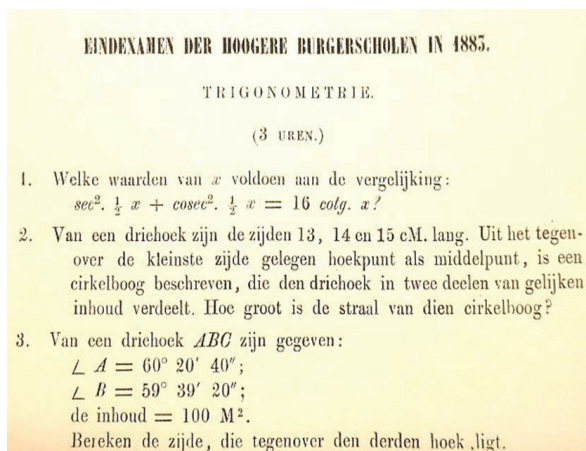 EINDEXAMEN DER HOOGERE BURGERSCHOLEN IN 1883.
TRIGONOMETRIE.
(3 UREN.)
1. Welke waarden van x voldoen aan de vergelijking:
sec². ½ x + cosec². ½ x = 16 cotg. x?
2. Van een driehoek zijn de zijden 13, 14 en 15 cM. lang. Uit het tegen-
over de kleinste zijde gelegen hoekpunt als middelpunt, is een
cirkelboog beschreven, die den driehoek in twee deelen van gelijken
inhoud verdeelt. Hoe groot is de straal van dien cirkelboog?
3. Van een driehoek ABC zijn gegeven:
∠ A = 60° 20′ 40″;
∠ B = 59° 39′ 20″;
de inhoud = 100 M².
Bereken de zijde, die tegenover den derden hoek ligt.